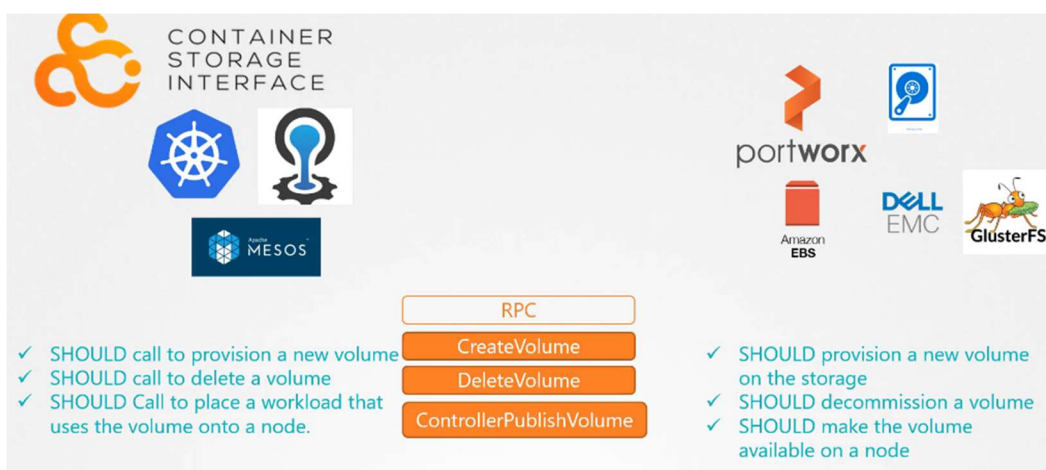 CONTAINER
STORAGE
INTERFACE
Apache
MESOS
portworx
Amazon
EBS
DELL
EMC
GlusterFS
RPC
CreateVolume
DeleteVolume
ControllerPublishVolume
✓ SHOULD call to provision a new volume
✓ SHOULD call to delete a volume
✓ SHOULD Call to place a workload that
uses the volume onto a node.
✓ SHOULD provision a new volume
on the storage
✓ SHOULD decommission a volume
✓ SHOULD make the volume
available on a node